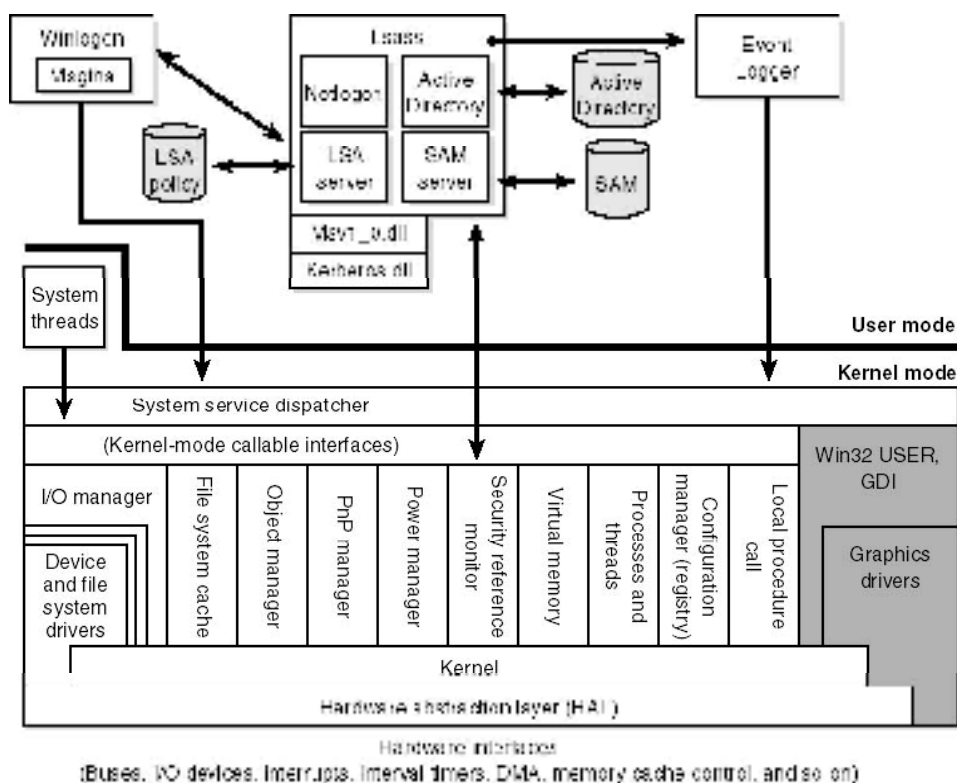 Winlogon
Msgina
Lsass
Netlogon
Active
Directory
LSA
server
SAM
server
Msv1_0.dll
Kerberos.dll
LSA
policy
Active
Directory
SAM
Event
Logger
System
threads
User mode
Kernel mode
System service dispatcher
(Kernel-mode callable interfaces)
I/O manager
Device
and file
system
drivers
File system cache
Object manager
PnP manager
Power manager
Security reference
monitor
Virtual memory
Processes and
threads
Configuration
manager (registry)
Local procedure
call
Win32 USER,
GDI
Graphics
drivers
Kernel
Hardware abstraction layer (HAL)
Hardware interfaces
(Buses, I/O devices, interrupts, interval timers, DMA, memory cache control, and so on)